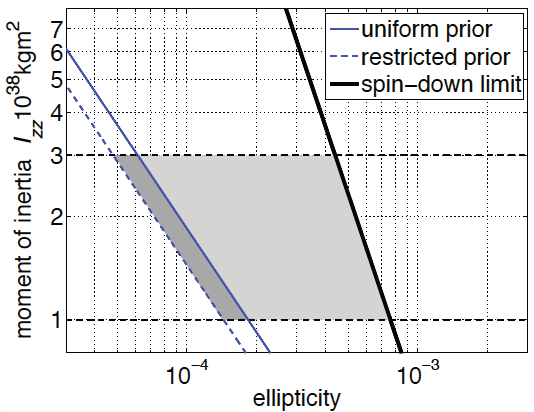 7
6
5
4
3
2
1
moment of inertia I_zz 10^38 kgm^2
uniform prior
restricted prior
spin-down limit
10^-4
10^-3
ellipticity